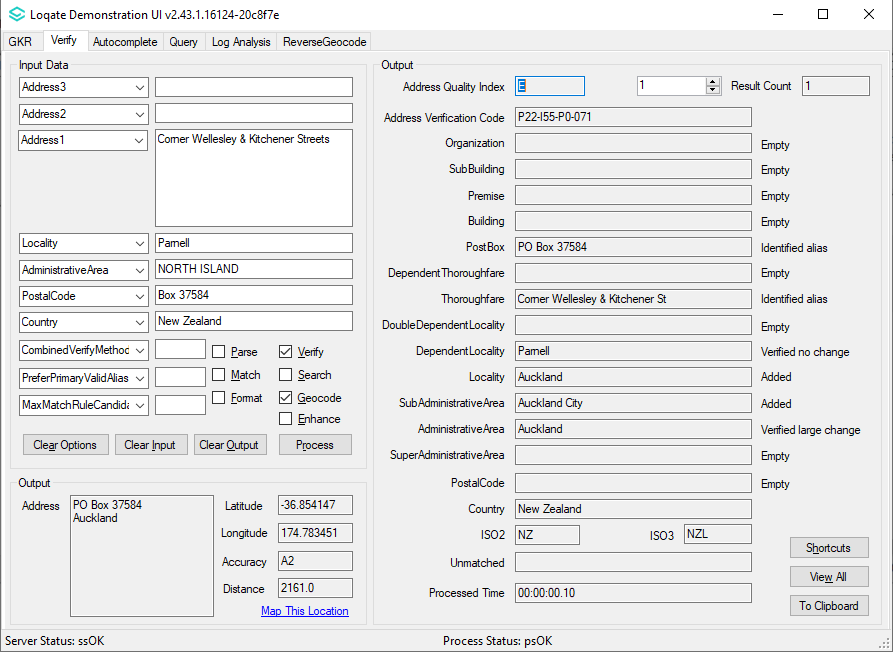 Loqate Demonstration UI v2.43.1.16124-20c8f7e
GKR Verify Autocomplete Query Log Analysis ReverseGeocode
Input Data
Address3
Address2
Address1 Corner Wellesley & Kitchener Streets
Locality Parnell
AdministrativeArea NORTH ISLAND
PostalCode Box 37584
Country New Zealand
CombinedVerifyMethod Parse Verify
PreferPrimaryValidAlias Match Search
MaxMatchRuleCandida Format Geocode
Enhance
Clear Options Clear Input Clear Output Process
Output
Address PO Box 37584
Auckland
Latitude -36.854147
Longitude 174.783451
Accuracy A2
Distance 2161.0
Map This Location
Output
Address Quality Index E 1 Result Count 1
Address Verification Code P22-I55-P0-071
Organization Empty
SubBuilding Empty
Premise Empty
Building Empty
PostBox PO Box 37584 Identified alias
DependentThoroughfare Empty
Thoroughfare Corner Wellesley & Kitchener St Identified alias
DoubleDependentLocality Empty
DependentLocality Parnell Verified no change
Locality Auckland Added
SubAdministrativeArea Auckland City Added
AdministrativeArea Auckland Verified large change
SuperAdministrativeArea Empty
PostalCode Empty
Country New Zealand
ISO2 NZ ISO3 NZL
Unmatched
Processed Time 00:00:00.10
Shortcuts
View All
To Clipboard
Server Status: ssOK Process Status: psOK